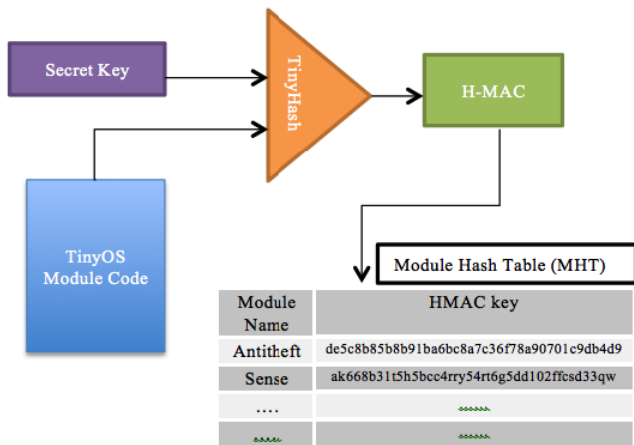 Secret Key
TinyHash
H-MAC
TinyOS
Module Code
Module Hash Table (MHT)
Module
Name
HMAC key
Antitheft de5c8b85b8b91ba6bc8a7c36f78a90701c9db4d9
Sense ak668b31t5h5bcc4rry54rt6g5dd102ffcsd33qw
.... ......
..... ......